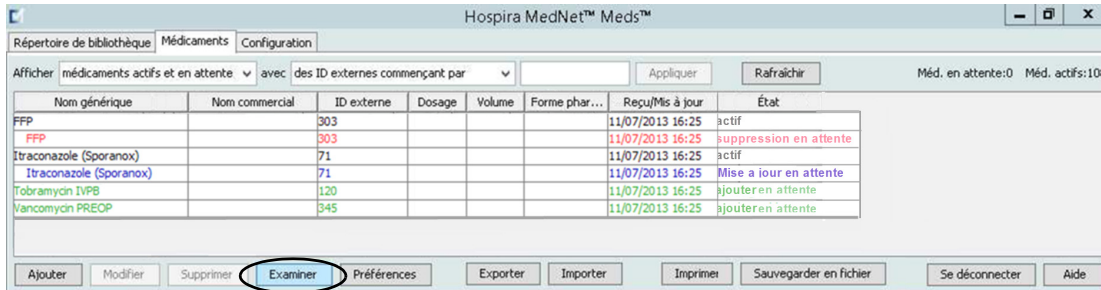 Hospira MedNet™ Meds™
Répertoire de bibliothèque Médicaments Configuration
Afficher médicaments actifs et en attente avec des ID externes commençant par Appliquer Rafraîchir Méd. en attente:0 Méd. actifs:10
Nom générique Nom commercial ID externe Dosage Volume Forme phar... Reçu/Mis à jour État
FFP 303 11/07/2013 16:25 actif
FFP 303 11/07/2013 16:25 suppression en attente
Itraconazole (Sporanox) 71 11/07/2013 16:25 actif
Itraconazole (Sporanox) 71 11/07/2013 16:25 Mise a jour en attente
Tobramycin IVPB 120 11/07/2013 16:25 ajouter en attente
Vancomycin PREOP 345 11/07/2013 16:25 ajouter en attente
Ajouter Modifier Supprimer Examiner Préférences Exporter Importer Imprimer Sauvegarder en fichier Se déconnecter Aide